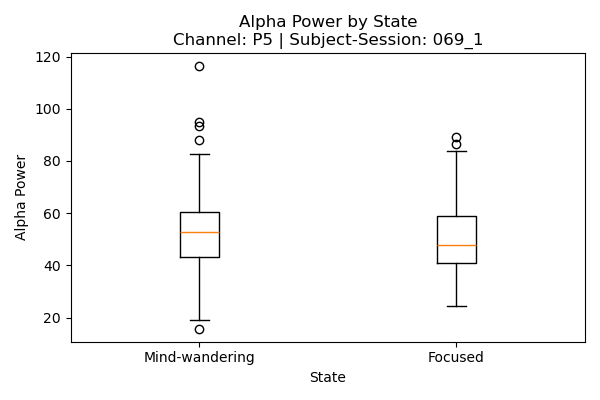 Alpha Power by State
Channel: P5 | Subject-Session: 069_1
120
100
80
60
40
20
Alpha Power
Mind-wandering
Focused
State